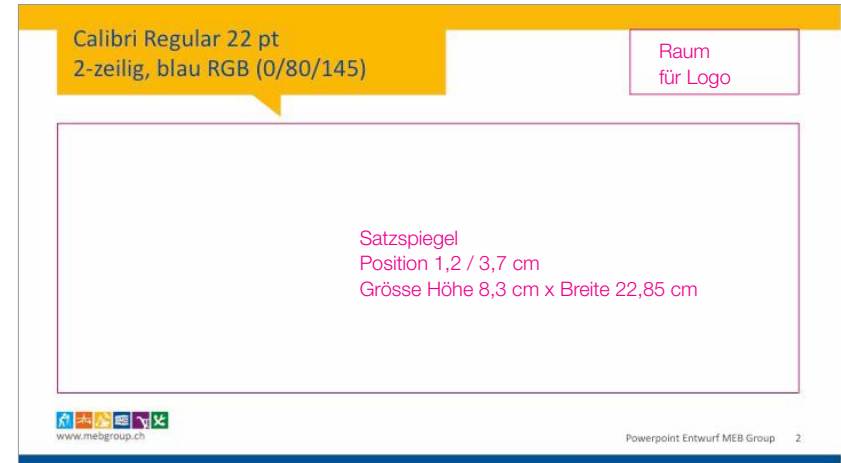 Calibri Regular 22 pt
2-zeilig, blau RGB (0/80/145)
Raum
für Logo
Satzspiegel
Position 1,2 / 3,7 cm
Grösse Höhe 8,3 cm x Breite 22,85 cm
www.mebgroup.ch
Powerpoint Entwurf MEB Group 2